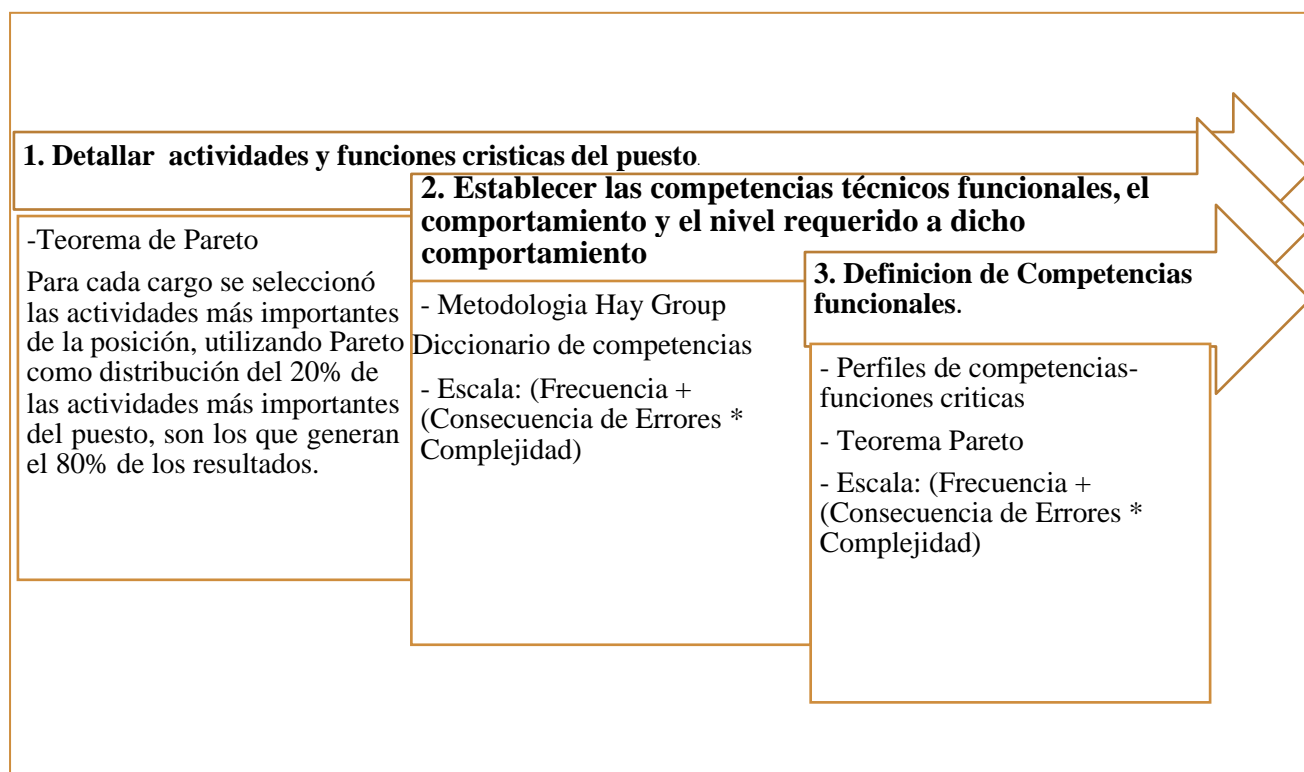 1. Detallar actividades y funciones cristicas del puesto.
-Teorema de Pareto
Para cada cargo se seleccionó
las actividades más importantes
de la posición, utilizando Pareto
como distribución del 20% de
las actividades más importantes
del puesto, son los que generan
el 80% de los resultados.
2. Establecer las competencias técnicos funcionales, el
comportamiento y el nivel requerido a dicho
comportamiento
- Metodologia Hay Group
Diccionario de competencias
- Escala: (Frecuencia +
(Consecuencia de Errores *
Complejidad)
3. Definicion de Competencias
funcionales.
- Perfiles de competencias-
funciones criticas
- Teorema Pareto
- Escala: (Frecuencia +
(Consecuencia de Errores *
Complejidad)